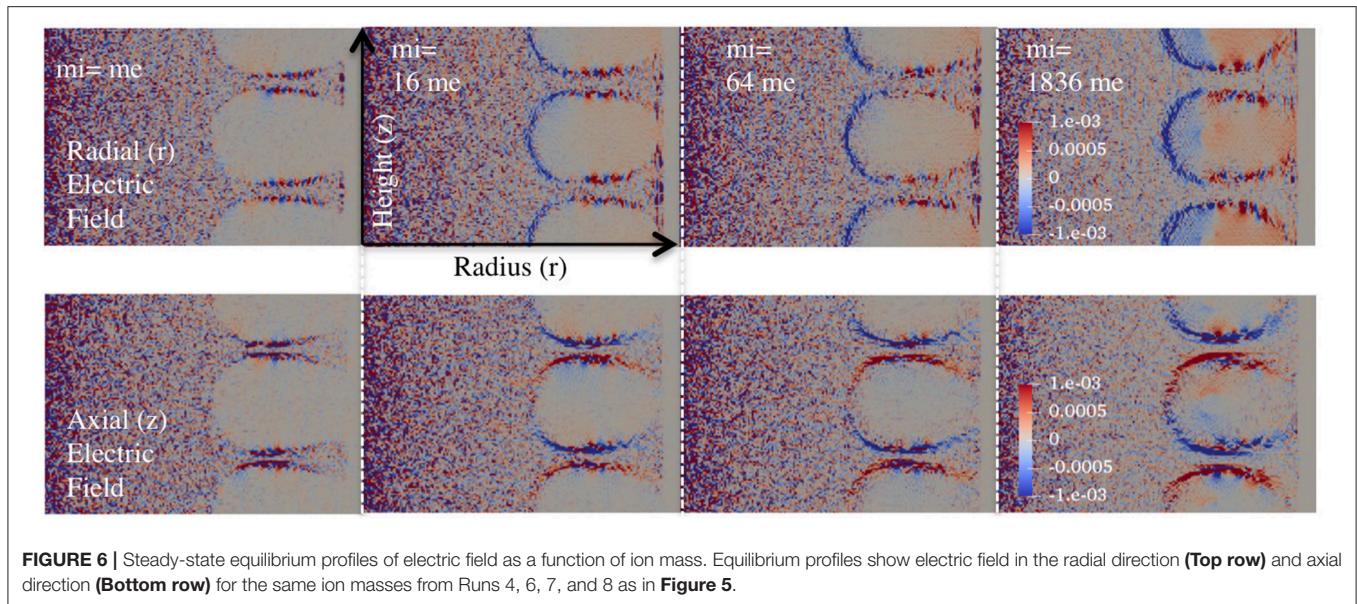 mi= me
mi=
16 me
mi=
64 me
mi=
1836 me
Radial (r)
Electric
Field
Height (z)
1.e-03
0.0005
0
-0.0005
-1.e-03
Radius (r)
Axial (z)
Electric
Field
1.e-03
0.0005
0
-0.0005
-1.e-03
FIGURE 6 | Steady-state equilibrium profiles of electric field as a function of ion mass. Equilibrium profiles show electric field in the radial direction (Top row) and axial
direction (Bottom row) for the same ion masses from Runs 4, 6, 7, and 8 as in Figure 5.